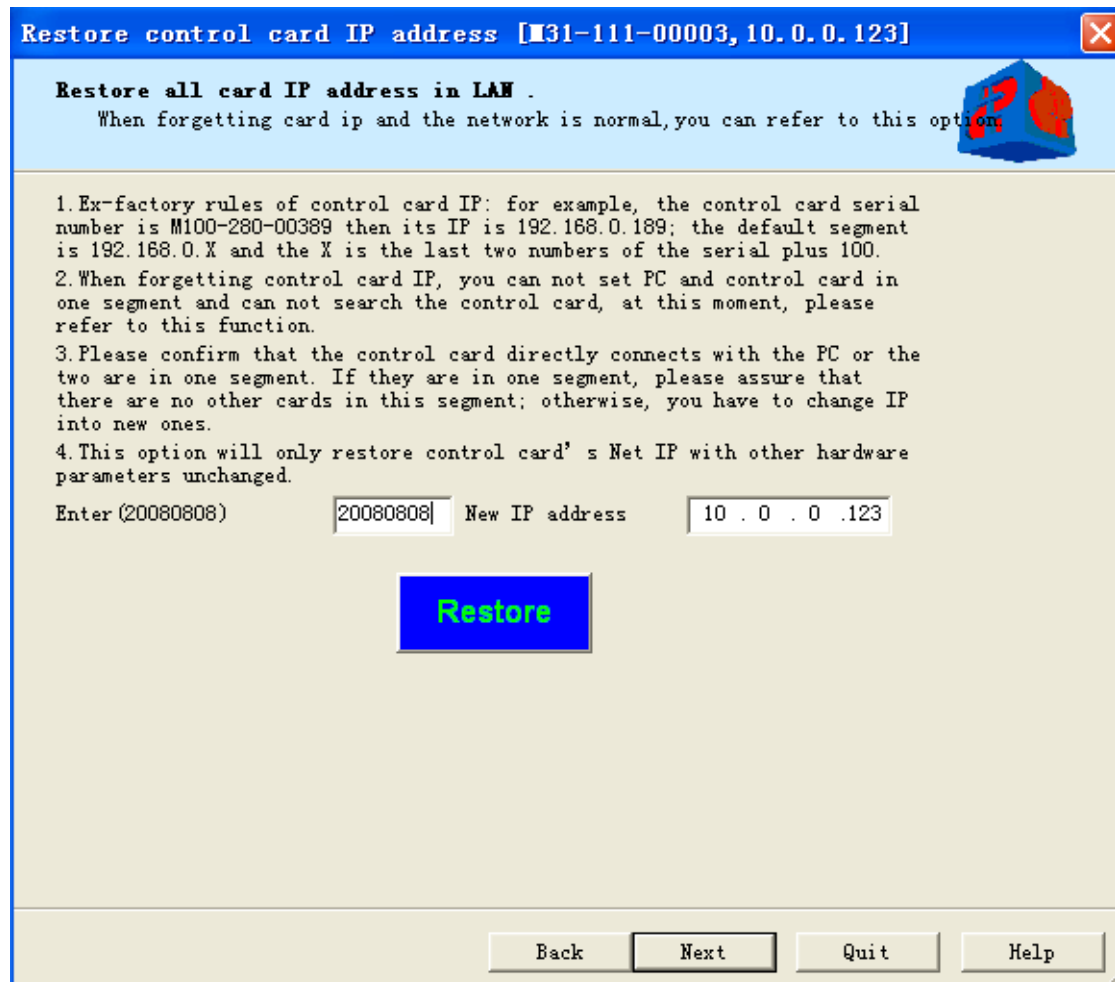 Restore control card IP address [M31-111-00003,10.0.0.123]
Restore all card IP address in LAN .
When forgetting card ip and the network is normal,you can refer to this option.
1.Ex-factory rules of control card IP: for example, the control card serial
number is M100-280-00389 then its IP is 192.168.0.189; the default segment
is 192.168.0.X and the X is the last two numbers of the serial plus 100.
2.When forgetting control card IP, you can not set PC and control card in
one segment and can not search the control card, at this moment, please
refer to this function.
3.Please confirm that the control card directly connects with the PC or the
two are in one segment. If they are in one segment, please assure that
there are no other cards in this segment; otherwise, you have to change IP
into new ones.
4.This option will only restore control card's Net IP with other hardware
parameters unchanged.
Enter(20080808) 20080808 New IP address 10 . 0 . 0 .123
Restore
Back Next Quit Help